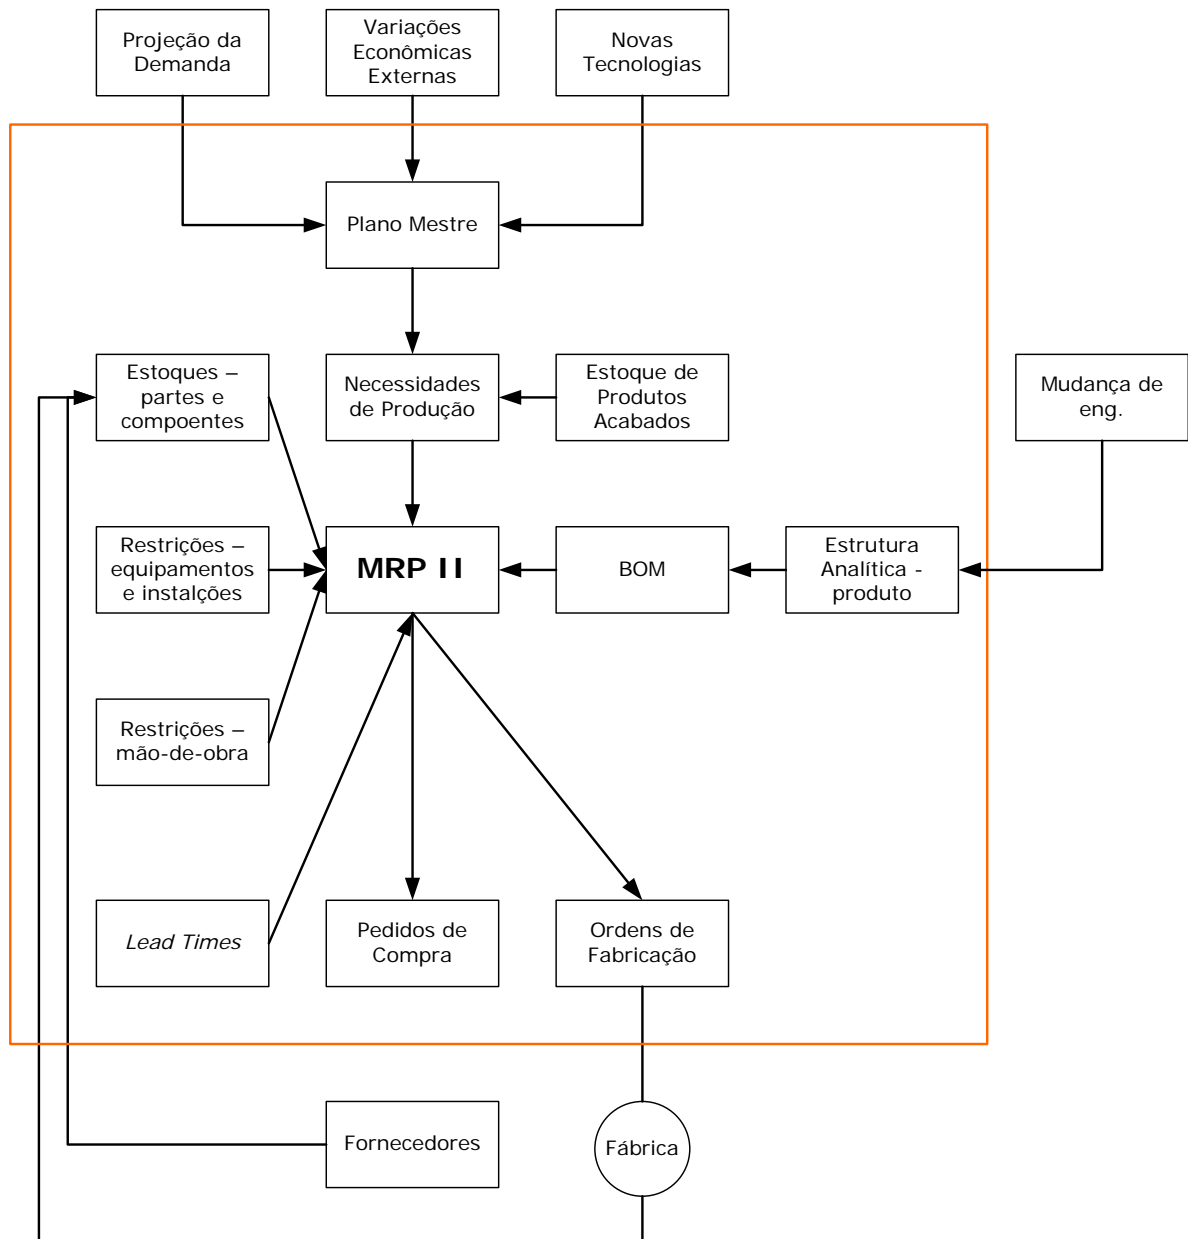 Projeção da
Demanda
Variações
Econômicas
Externas
Novas
Tecnologias
Plano Mestre
Estoques –
partes e
compoentes
Necessidades
de Produção
Estoque de
Produtos
Acabados
Mudança de
eng.
Restrições –
equipamentos
e instalções
MRP II
BOM
Estrutura
Analítica -
produto
Restrições –
mão-de-obra
Lead Times
Pedidos de
Compra
Ordens de
Fabricação
Fornecedores
Fábrica